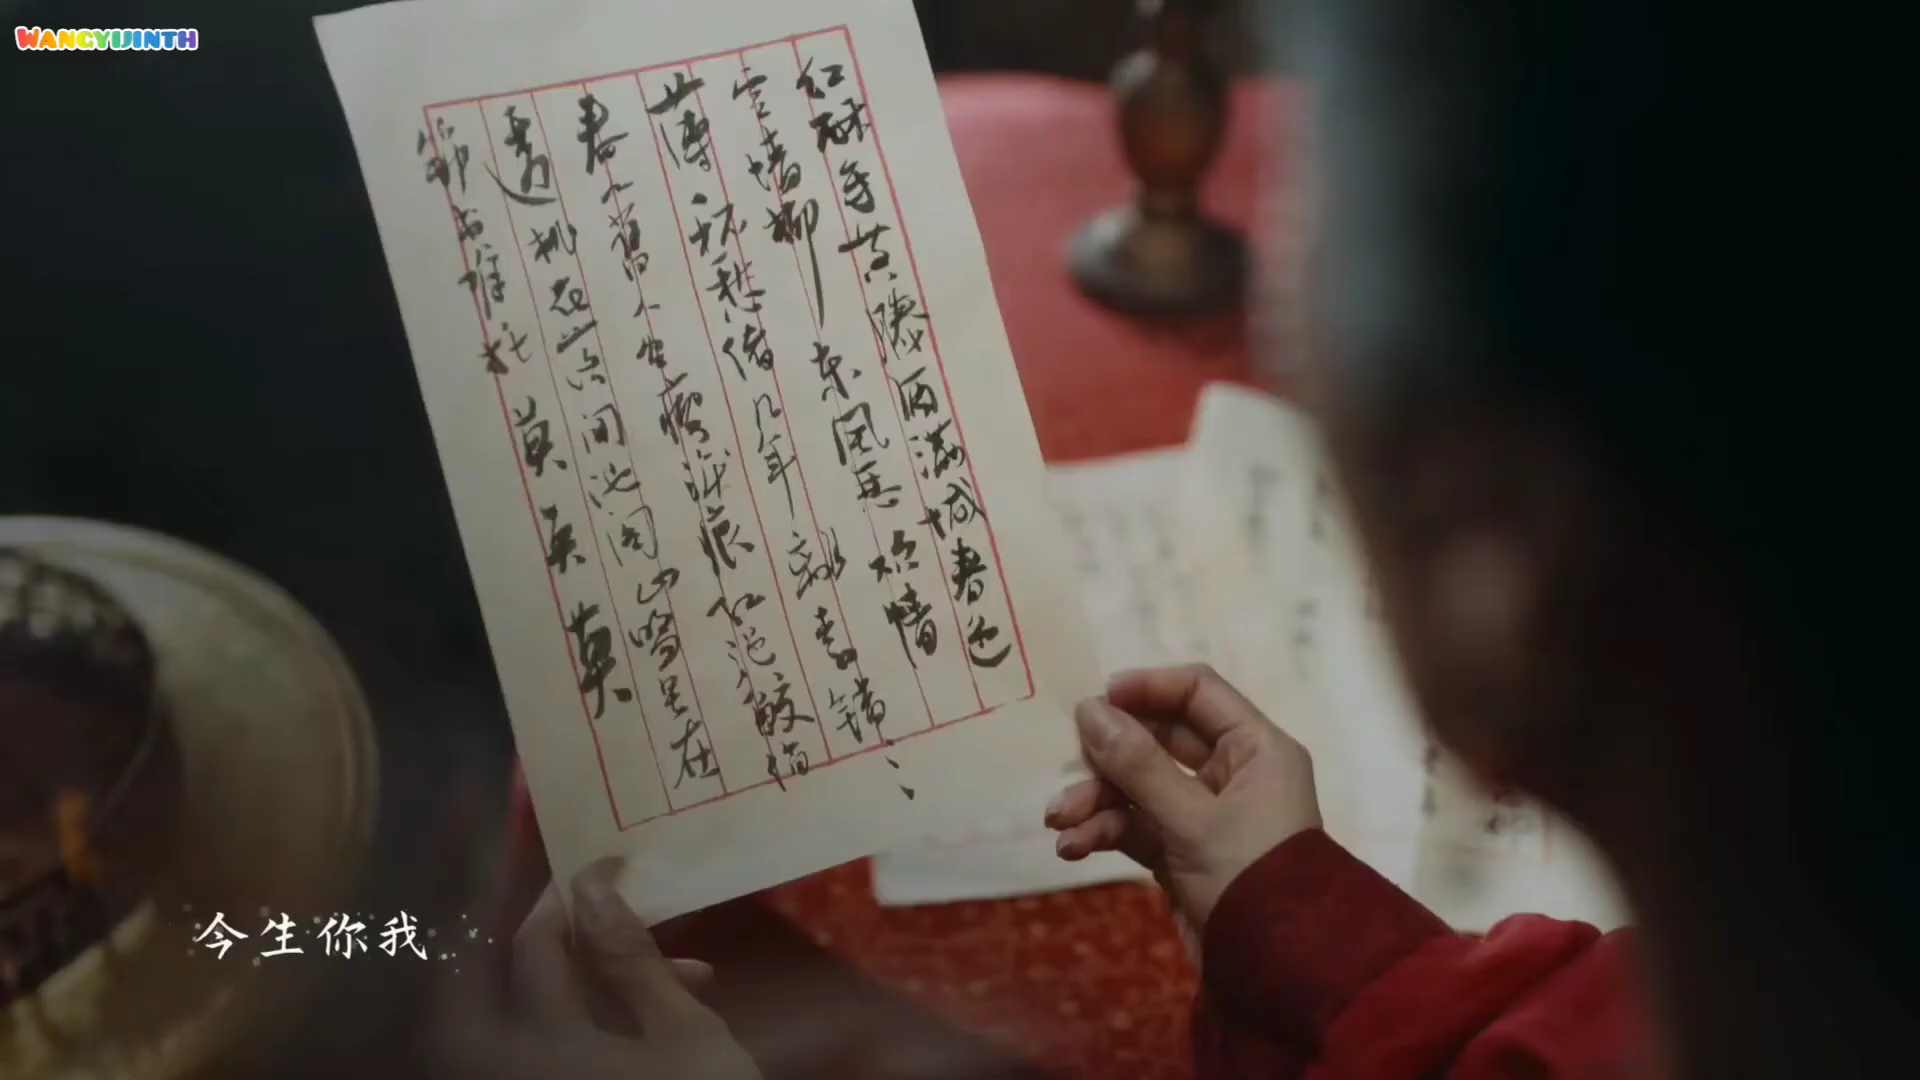 WANGYIJINTH
红酥手黄縢酒满城春色
宫墙柳东风恶欢情
薄一怀愁绪几年离索错、、
春如旧人空瘦泪痕红浥鲛绡
透桃花落闲池阁山盟虽在
锦书难托莫莫莫
今生你我